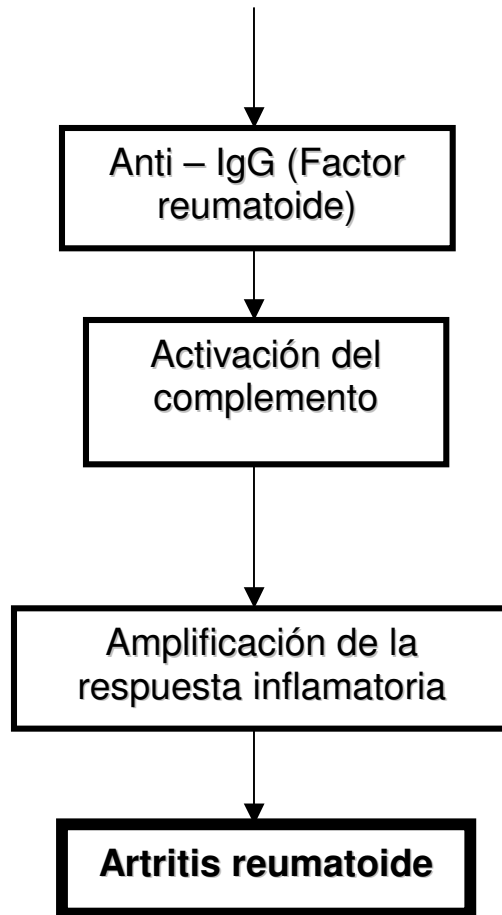 Anti – IgG (Factor
reumatoide)
Activación del
complemento
Amplificación de la
respuesta inflamatoria
Artritis reumatoide